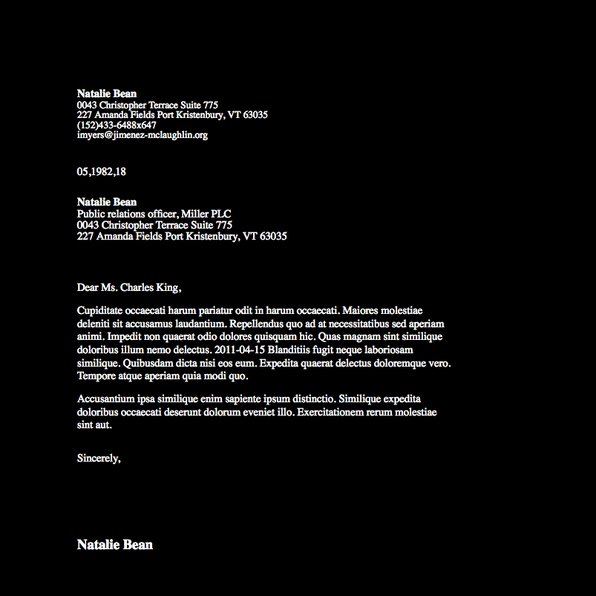 Natalie Bean
0043 Christopher Terrace Suite 775
227 Amanda Fields Port Kristenbury, VT 63035
(152)433-6488x647
imyers@jimenez-mclaughlin.org
05,1982,18
Natalie Bean
Public relations officer, Miller PLC
0043 Christopher Terrace Suite 775
227 Amanda Fields Port Kristenbury, VT 63035
Dear Ms. Charles King,
Cupiditate occaecati harum pariatur odit in harum occaecati. Maiores molestiae
deleniti sit accusamus laudantium. Repellendus quo ad at necessitatibus sed aperiam
animi. Impedit non quaerat odio dolores quisquam hic. Quas magnam sint similique
doloribus illum nemo delectus. 2011-04-15 Blanditiis fugit neque laboriosam
similique. Quibusdam dicta nisi eos eum. Expedita quaerat delectus doloremque vero.
Tempore atque aperiam quia modi quo.
Accusantium ipsa similique enim sapiente ipsum distinctio. Similique expedita
doloribus occaecati deserunt dolorum eveniet illo. Exercitationem rerum molestiae
sint aut.
Sincerely,
Natalie Bean